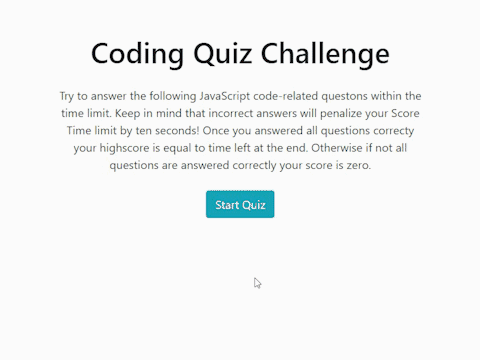 Coding Quiz Challenge
Try to answer the following JavaScript code-related questons within the
time limit. Keep in mind that incorrect answers will penalize your Score
Time limit by ten seconds! Once you answered all questions correcty
your highscore is equal to time left at the end. Otherwise if not all
questions are answered correctly your score is zero.
Start Quiz